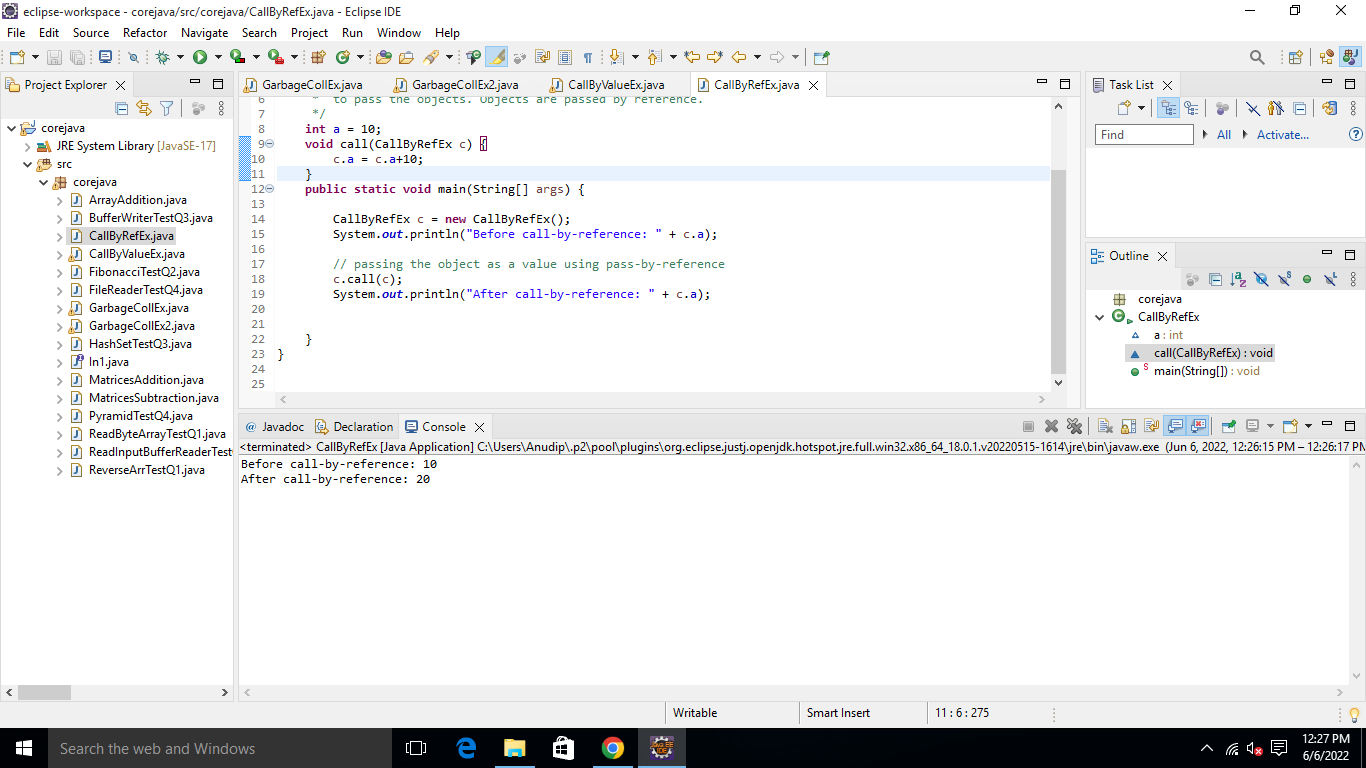 eclipse-workspace - corejava/src/corejava/CallByRefEx.java - Eclipse IDE
File Edit Source Refactor Navigate Search Project Run Window Help
Project Explorer
corejava
JRE System Library [JavaSE-17]
src
corejava
ArrayAddition.java
BufferWriterTestQ3.java
CallByRefEx.java
CallByValueEx.java
FibonacciTestQ2.java
FileReaderTestQ4.java
GarbageCollEx.java
GarbageCollEx2.java
HashSetTestQ3.java
In1.java
MatricesAddition.java
MatricesSubtraction.java
PyramidTestQ4.java
ReadByteArrayTestQ1.java
ReadInputBufferReaderTest
ReverseArrTestQ1.java
GarbageCollEx.java GarbageCollEx2.java CallByValueEx.java CallByRefEx.java
6 * to pass the objects. Objects are passed by reference.
7 */
8 int a = 10;
9 void call(CallByRefEx c) {
10 c.a = c.a+10;
11 }
12 public static void main(String[] args) {
13
14 CallByRefEx c = new CallByRefEx();
15 System.out.println("Before call-by-reference: " + c.a);
16
17 // passing the object as a value using pass-by-reference
18 c.call(c);
19 System.out.println("After call-by-reference: " + c.a);
20
21
22 }
23 }
24
25
Task List
Find All Activate...
Outline
corejava
CallByRefEx
a : int
call(CallByRefEx) : void
main(String[]) : void
Javadoc Declaration Console
<terminated> CallByRefEx [Java Application] C:\Users\Anudip\.p2\pool\plugins\org.eclipse.justj.openjdk.hotspot.jre.full.win32.x86_64_18.0.1.v20220515-1614\jre\bin\javaw.exe (Jun 6, 2022, 12:26:15 PM – 12:26:17 PM
Before call-by-reference: 10
After call-by-reference: 20
Writable Smart Insert 11 : 6 : 275
Search the web and Windows
12:27 PM
6/6/2022